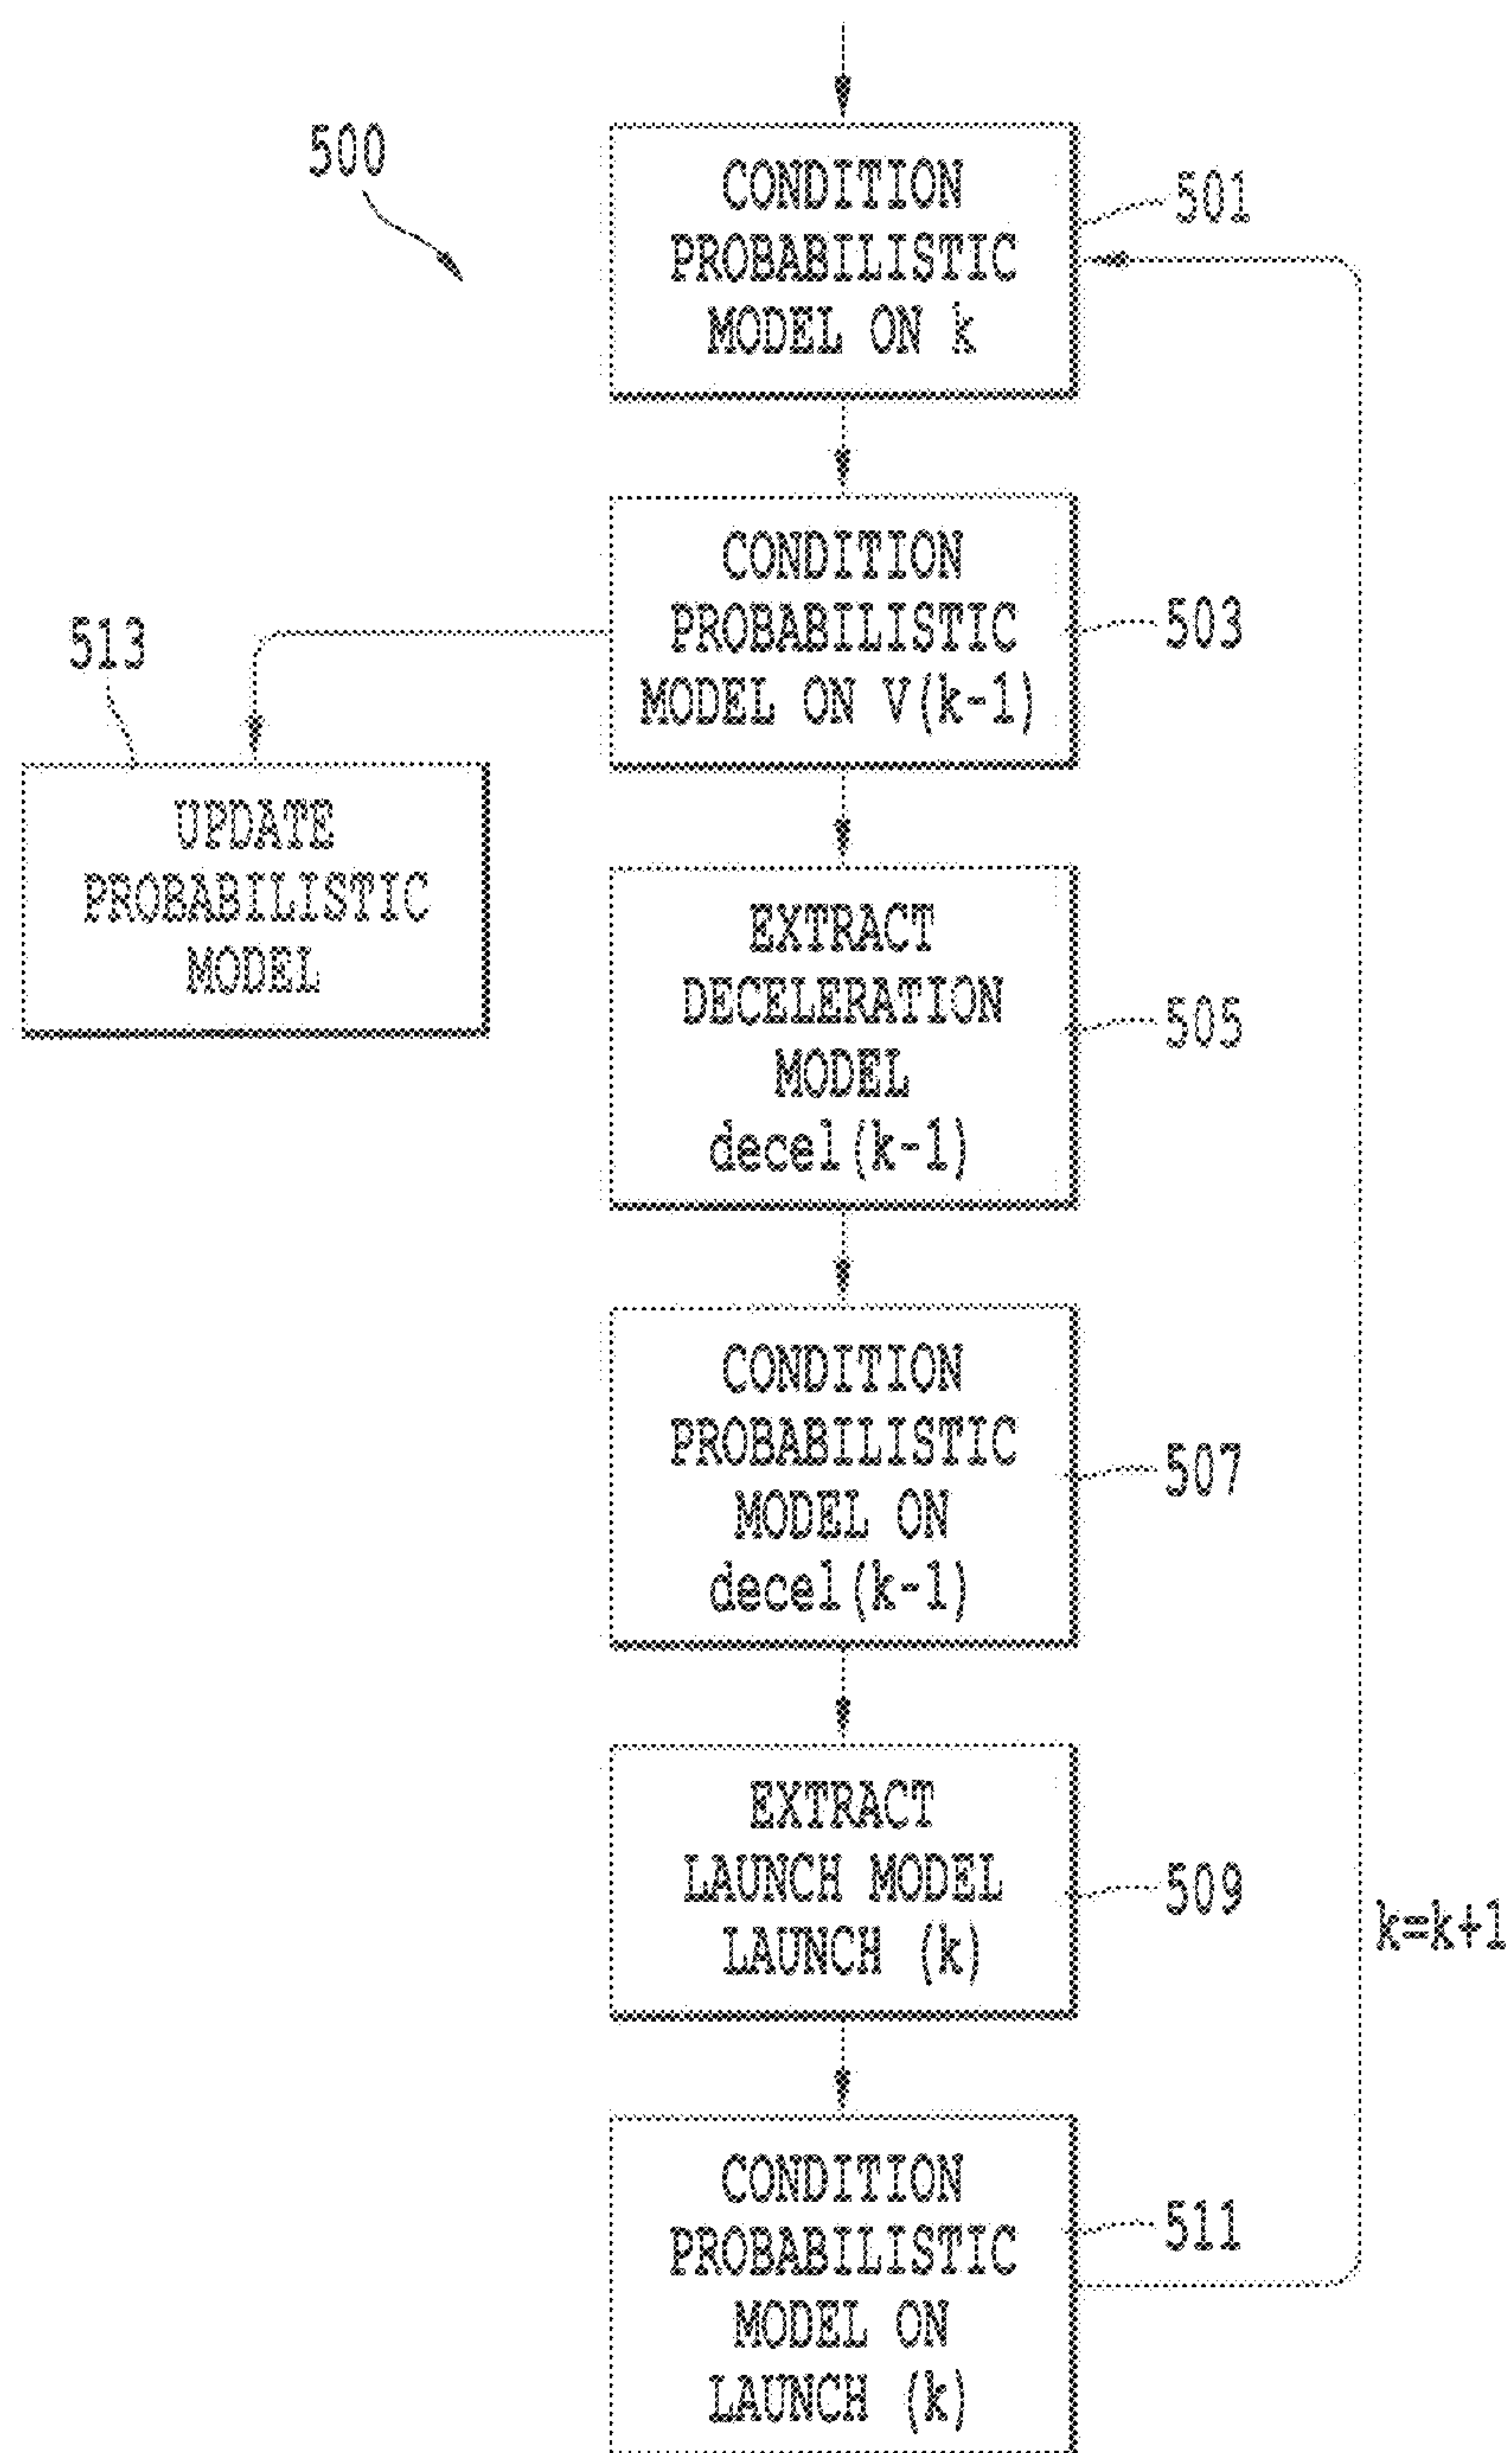 500
CONDITION
PROBABILISTIC
MODEL ON k
501
CONDITION
PROBABILISTIC
MODEL ON V(k-1)
503
513
UPDATE
PROBABILISTIC
MODEL
EXTRACT
DECELERATION
MODEL
decel(k-1)
505
CONDITION
PROBABILISTIC
MODEL ON
decel(k-1)
507
EXTRACT
LAUNCH MODEL
LAUNCH (k)
509
k=k+1
CONDITION
PROBABILISTIC
MODEL ON
LAUNCH (k)
511